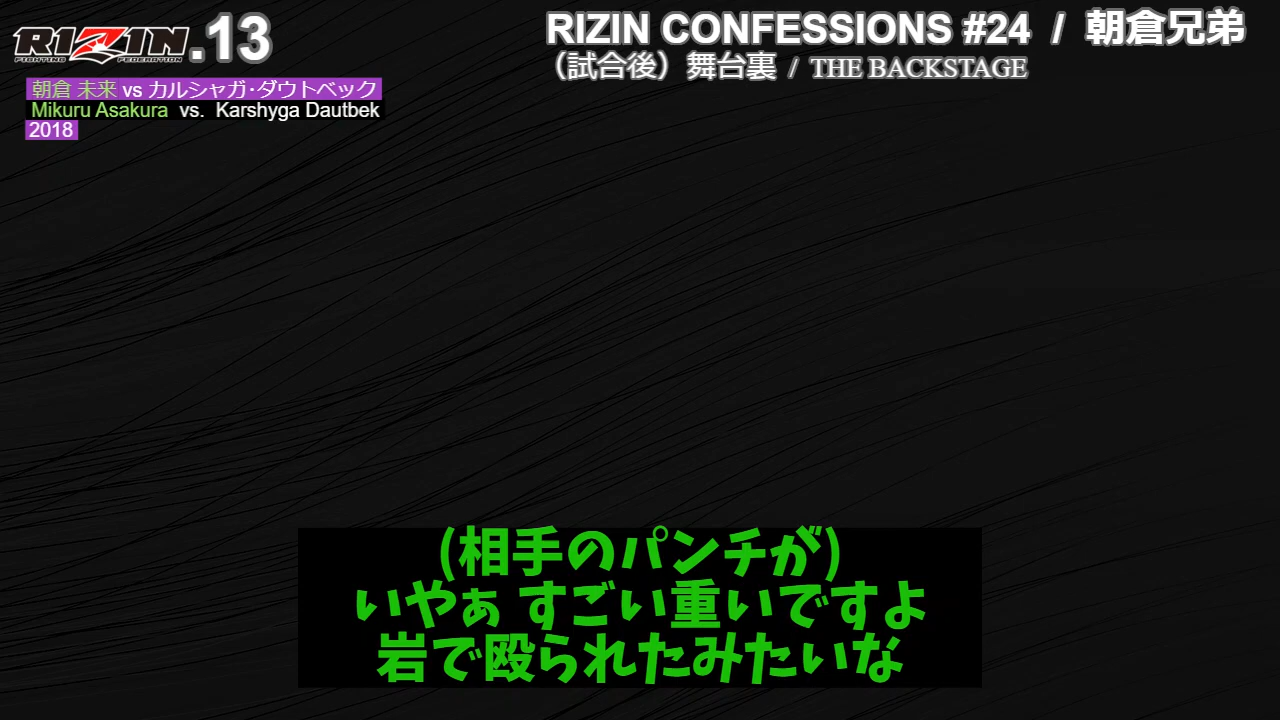 RIZIN.13
FIGHTING FEDERATION
RIZIN CONFESSIONS #24 / 朝倉兄弟
（試合後）舞台裏 / THE BACKSTAGE
朝倉 未来 vs カルシャガ･ダウトベック
Mikuru Asakura vs. Karshyga Dautbek
2018
(相手のパンチが)
いやぁ すごい重いですよ
岩で殴られたみたいな